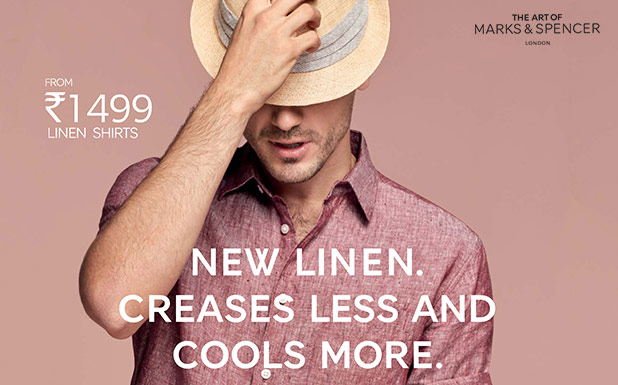 THE ART OF
MARKS & SPENCER
LONDON
FROM
₹1499
LINEN SHIRTS
NEW LINEN.
CREASES LESS AND
COOLS MORE.